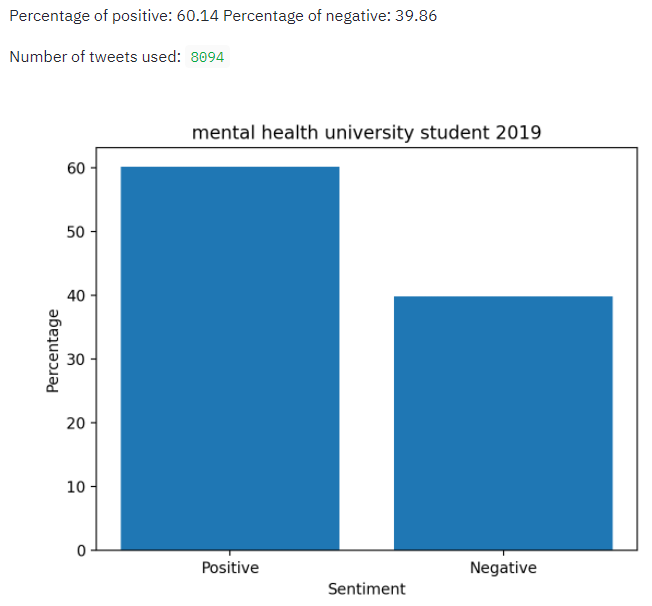 Percentage of positive: 60.14 Percentage of negative: 39.86
Number of tweets used: 8094
mental health university student 2019
60
50
40
30
20
10
0
Percentage
Positive Negative
Sentiment